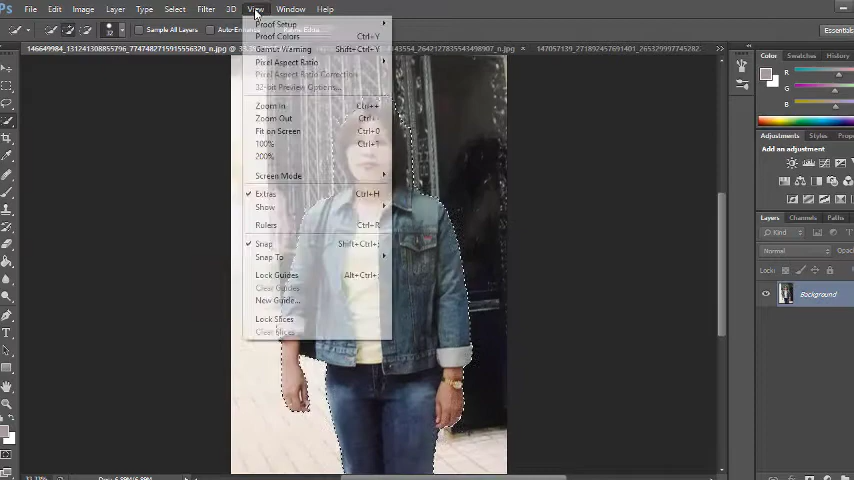 File Edit Image Layer Type Select Filter 3D View Window Help
32 Sample All Layers Auto-Enhance
Essentials
147057139_271892457691400_265329997452825
Proof Setup
Proof Colors Ctrl+Y
Gamut Warning Shift+Ctrl+Y
Pixel Aspect Ratio
Pixel Aspect Ratio Correction
32-bit Preview Options...
Zoom In Ctrl++
Zoom Out Ctrl+-
Fit on Screen Ctrl+0
100% Ctrl+1
200%
Screen Mode
Extras Ctrl+H
Show
Rulers Ctrl+R
Snap Shift+Ctrl+;
Snap To
Lock Guides Alt+Ctrl+;
Clear Guides
New Guide...
Lock Slices
Clear Slices
Color Swatches
R
G
B
Adjustments Styles
Add an adjustment
Layers Channels Paths
Kind
Normal
Lock:
Background